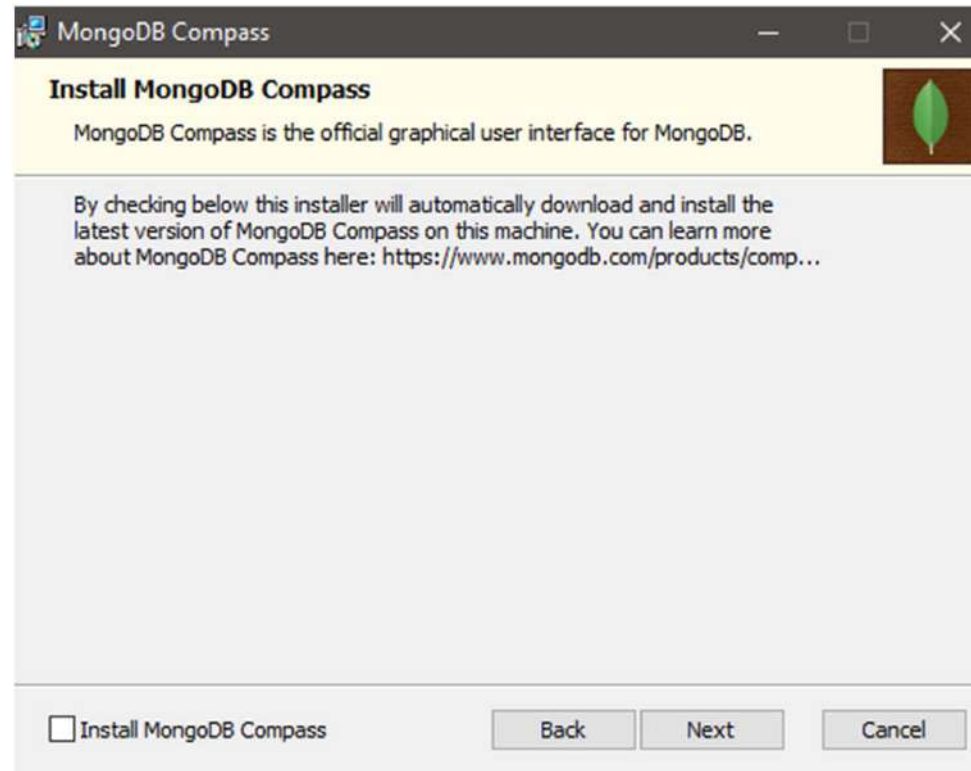 MongoDB Compass
Install MongoDB Compass
MongoDB Compass is the official graphical user interface for MongoDB.
By checking below this installer will automatically download and install the
latest version of MongoDB Compass on this machine. You can learn more
about MongoDB Compass here: https://www.mongodb.com/products/comp...
Install MongoDB Compass
Back
Next
Cancel